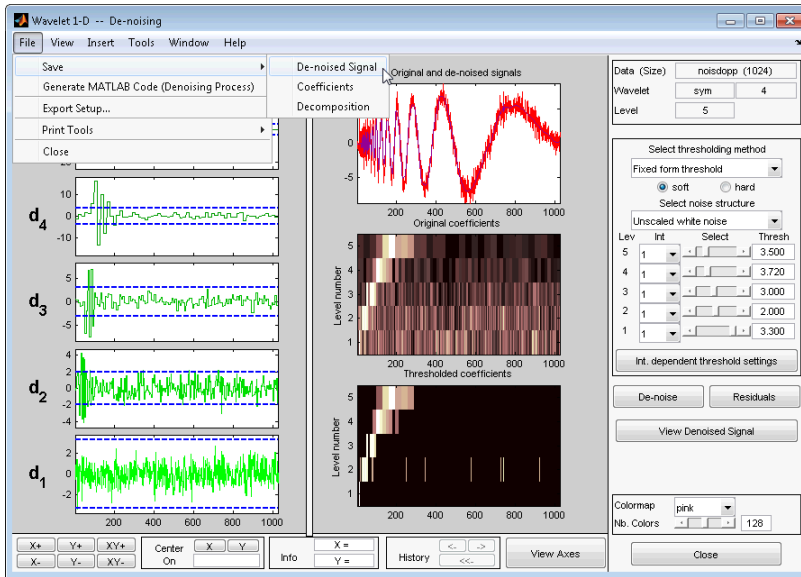 Wavelet 1-D -- De-noising
File View Insert Tools Window Help
Save
Generate MATLAB Code (Denoising Process)
Export Setup...
Print Tools
Close
De-noised Signal
Coefficients
Decomposition
-20
d4
10
0
-10
d3
5
0
-5
d2
4
2
0
-2
-4
d1
2
0
-2
200 400 600 800 1000
Original and de-noised signals
5
0
-5
200 400 600 800 1000
Original coefficients
Level number
5
4
3
2
1
200 400 600 800 1000
Thresholded coefficients
Level number
5
4
3
2
1
200 400 600 800 1000
Data (Size) noisdopp (1024)
Wavelet sym 4
Level 5
Select thresholding method
Fixed form threshold
soft hard
Select noise structure
Unscaled white noise
Lev Int Select Thresh
5 1 3.500
4 1 3.720
3 1 3.000
2 1 2.000
1 1 3.300
Int. dependent threshold settings
De-noise Residuals
View Denoised Signal
Colormap pink
Nb. Colors 128
Close
X+ Y+ XY+
X- Y- XY-
Center On X Y
Info X = Y =
History <- -> <<-
View Axes